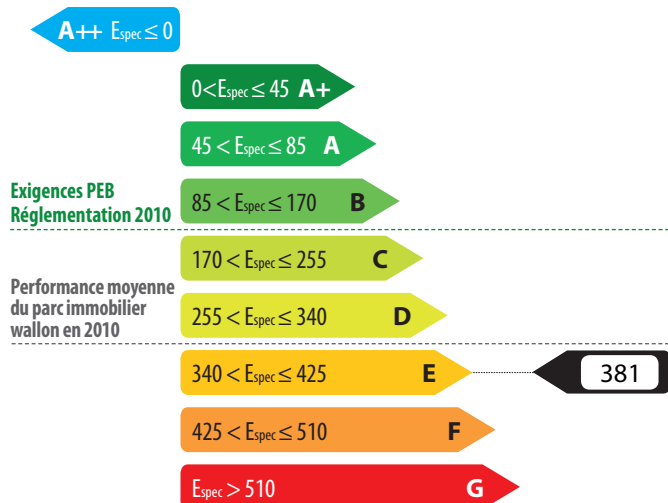 A++ Espec ≤ 0
0 < Espec ≤ 45 A+
45 < Espec ≤ 85 A
Exigences PEB
Réglementation 2010
85 < Espec ≤ 170 B
170 < Espec ≤ 255 C
Performance moyenne
du parc immobilier
wallon en 2010
255 < Espec ≤ 340 D
340 < Espec ≤ 425 E
381
425 < Espec ≤ 510 F
Espec > 510 G